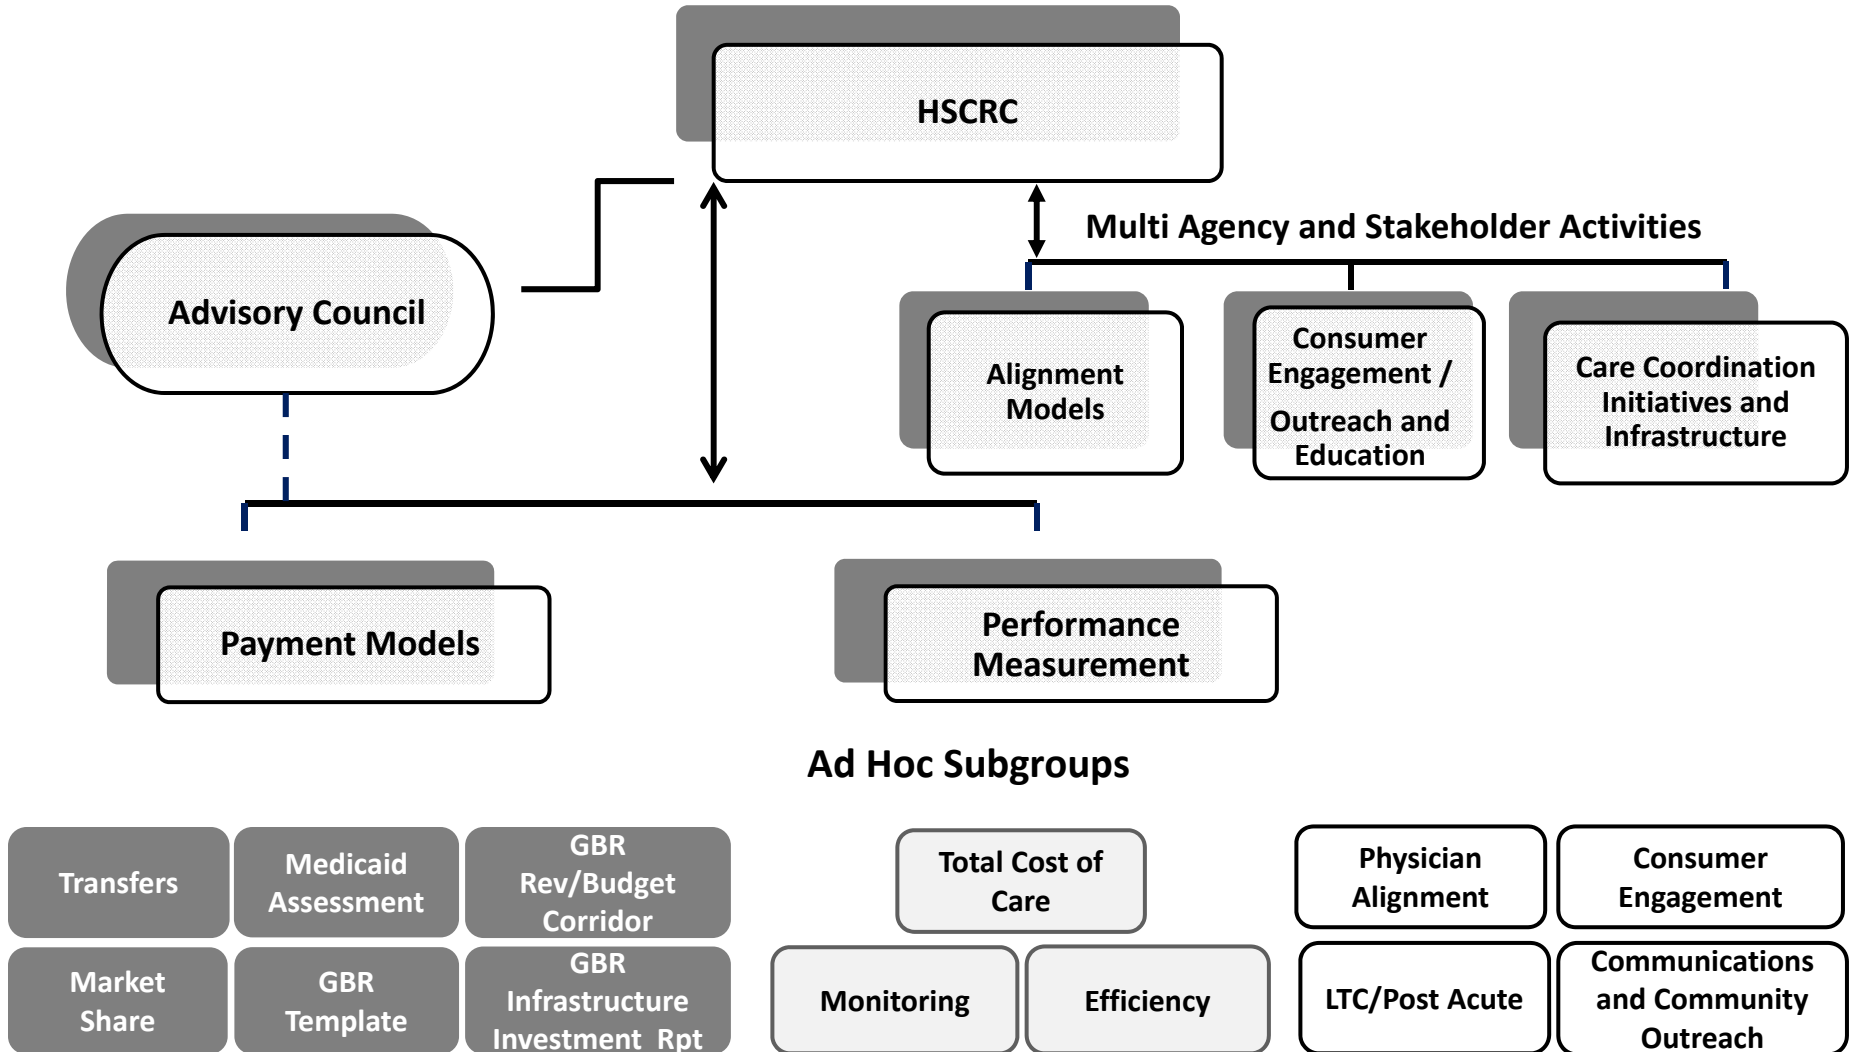 HSCRC
Multi Agency and Stakeholder Activities
Advisory Council
Alignment
Models
Consumer
Engagement /
Outreach and
Education
Care Coordination
Initiatives and
Infrastructure
Payment Models
Performance
Measurement
Ad Hoc Subgroups
Transfers
Medicaid
Assessment
GBR
Rev/Budget
Corridor
Total Cost of
Care
Physician
Alignment
Consumer
Engagement
Market
Share
GBR
Template
GBR
Infrastructure
Investment Rpt
Monitoring
Efficiency
LTC/Post Acute
Communications
and Community
Outreach